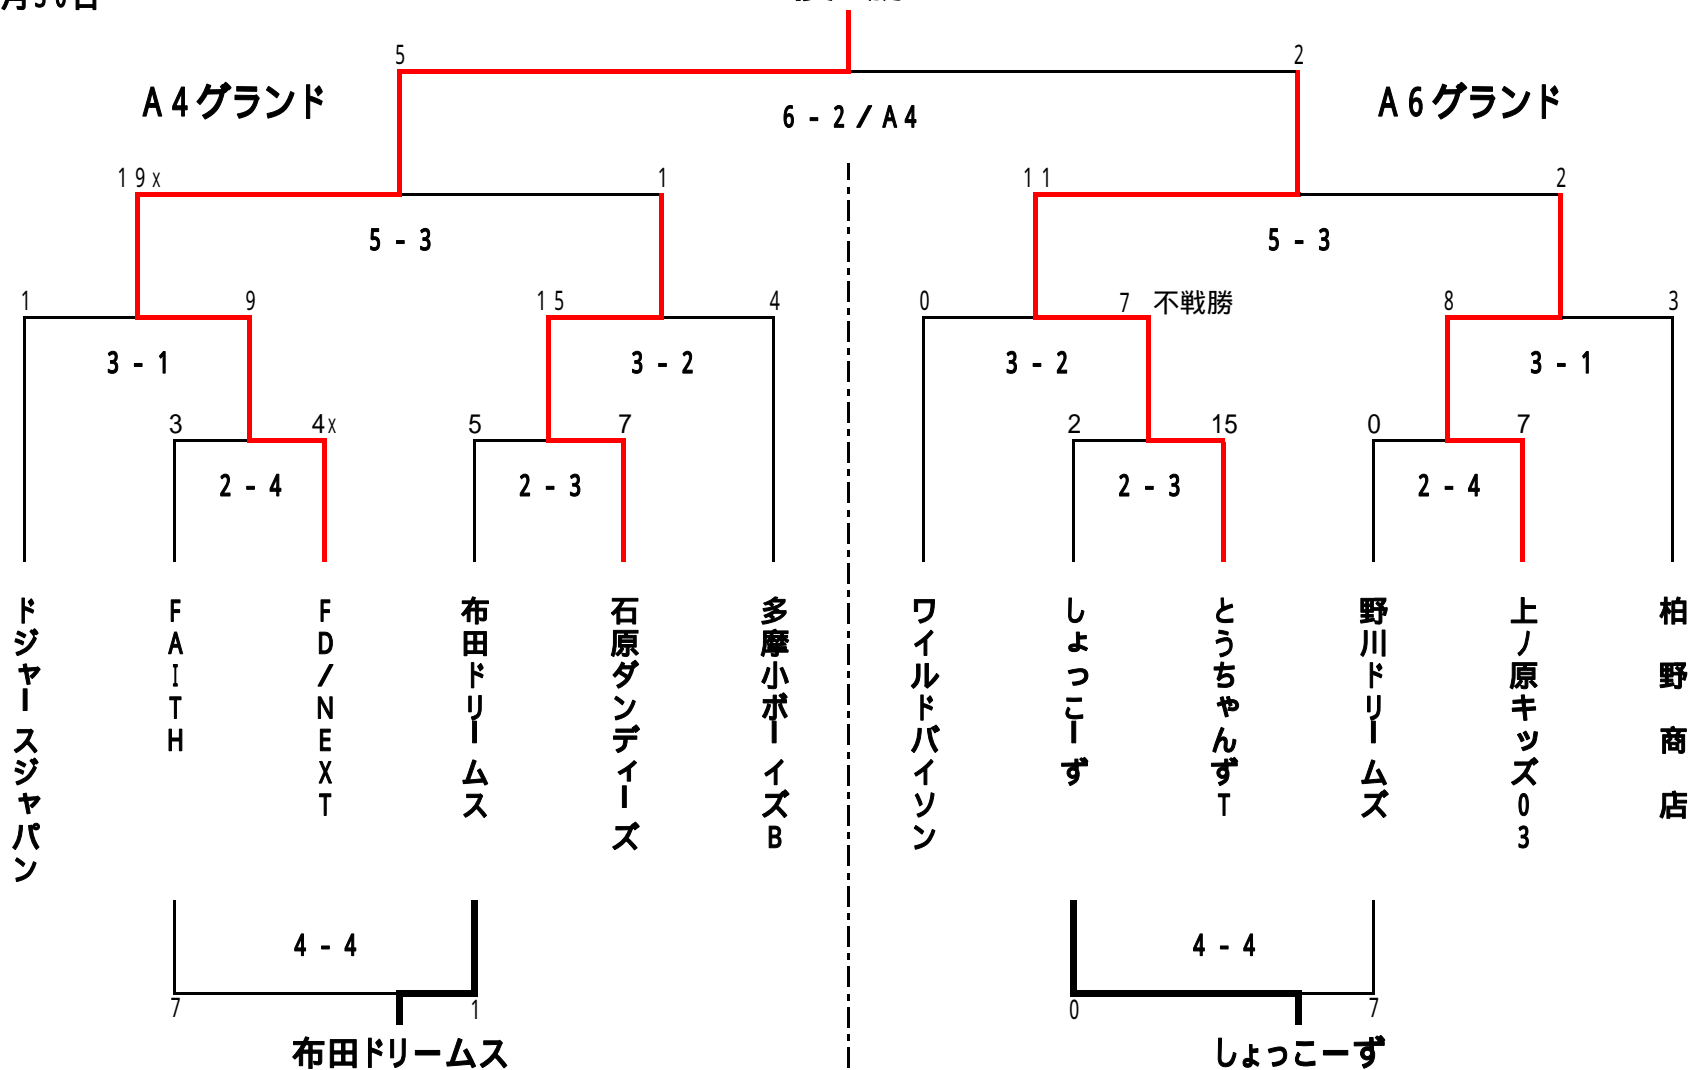 月30日
5
2
A4グランド
A6グランド
6-2/A4
19x
1
11
2
5-3
5-3
1
9
15
4
0
7 不戦勝
8
3
3-1
3-2
3-2
3-1
3
4x
5
7
2
15
0
7
2-4
2-3
2-3
2-4
ドジャースジャパン
FAITH
FD/NEXT
布田ドリームス
石原ダンディーズ
多摩小ボーイズB
ワイルドバイソン
しょっこーず
とうちゃんずT
野川ドリームズ
上ノ原キッズ03
柏野商店
4-4
4-4
7
1
0
7
布田ドリームス
しょっこーず